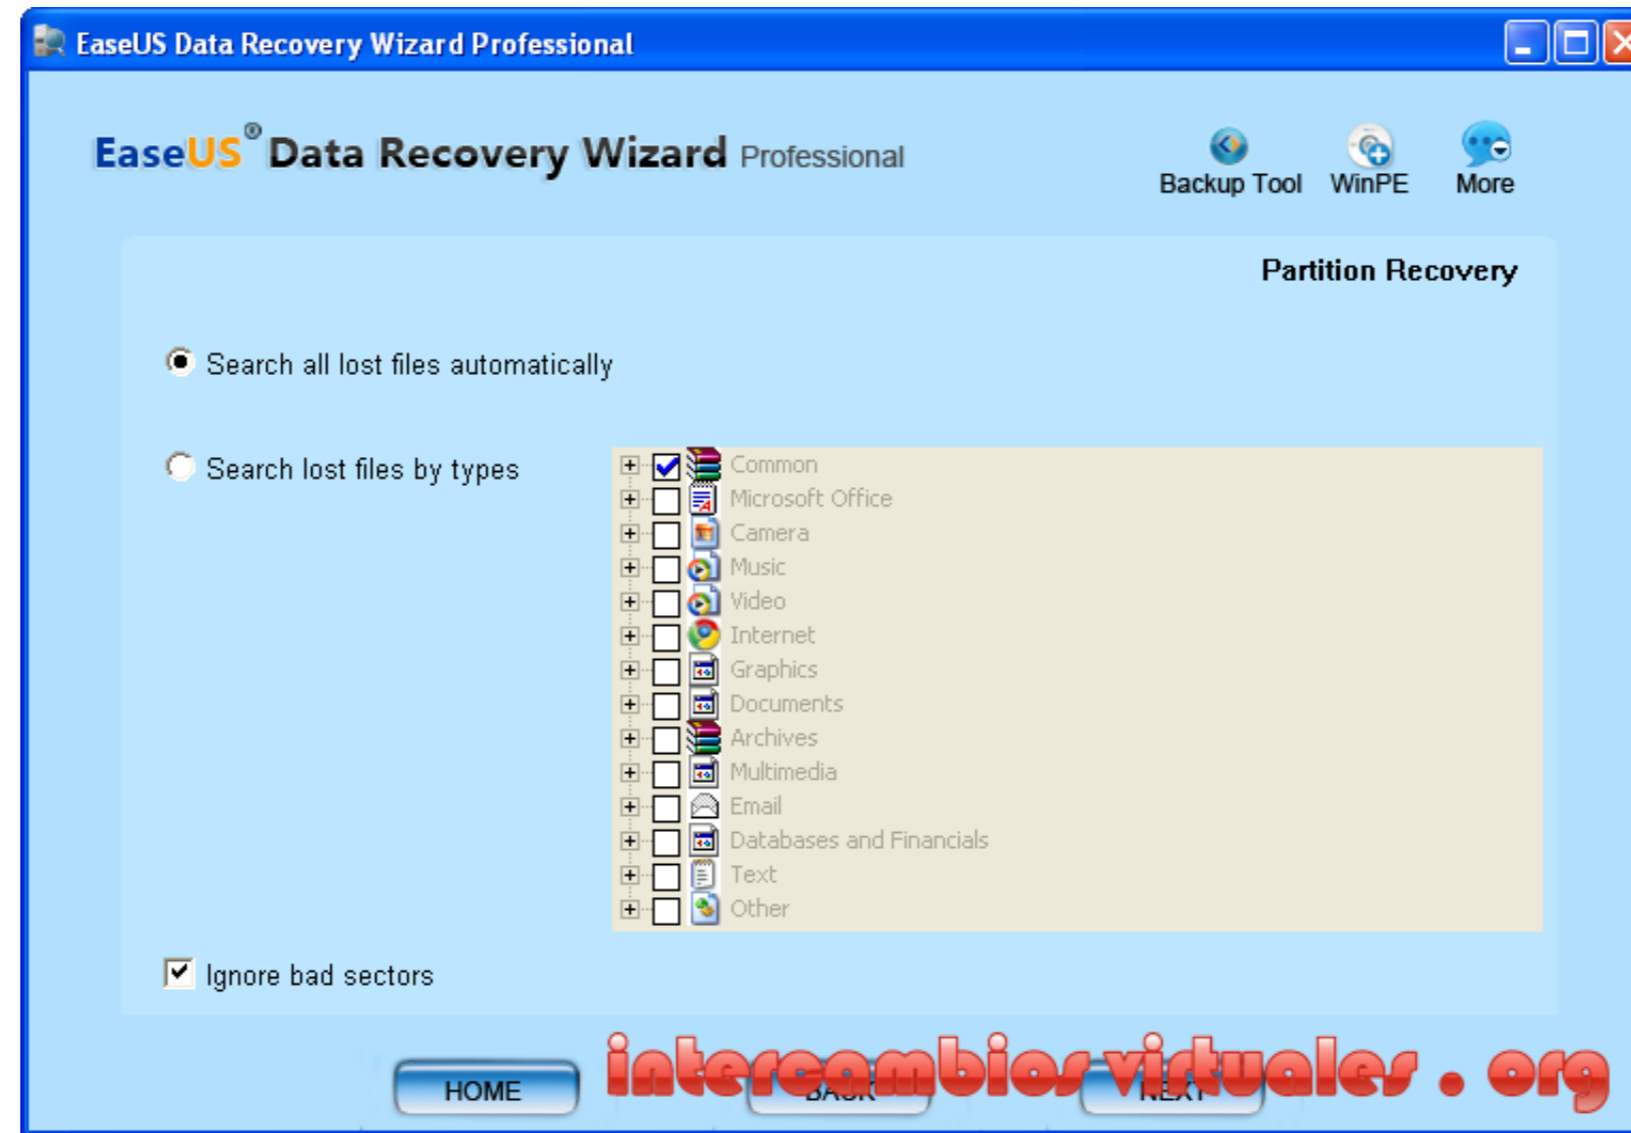 EaseUS Data Recovery Wizard Professional
EaseUS® Data Recovery Wizard Professional
Backup Tool WinPE More
Partition Recovery
Search all lost files automatically
Search lost files by types
Common
Microsoft Office
Camera
Music
Video
Internet
Graphics
Documents
Archives
Multimedia
Email
Databases and Financials
Text
Other
Ignore bad sectors
HOME BACK NEXT
intercambiosvirtuales.org